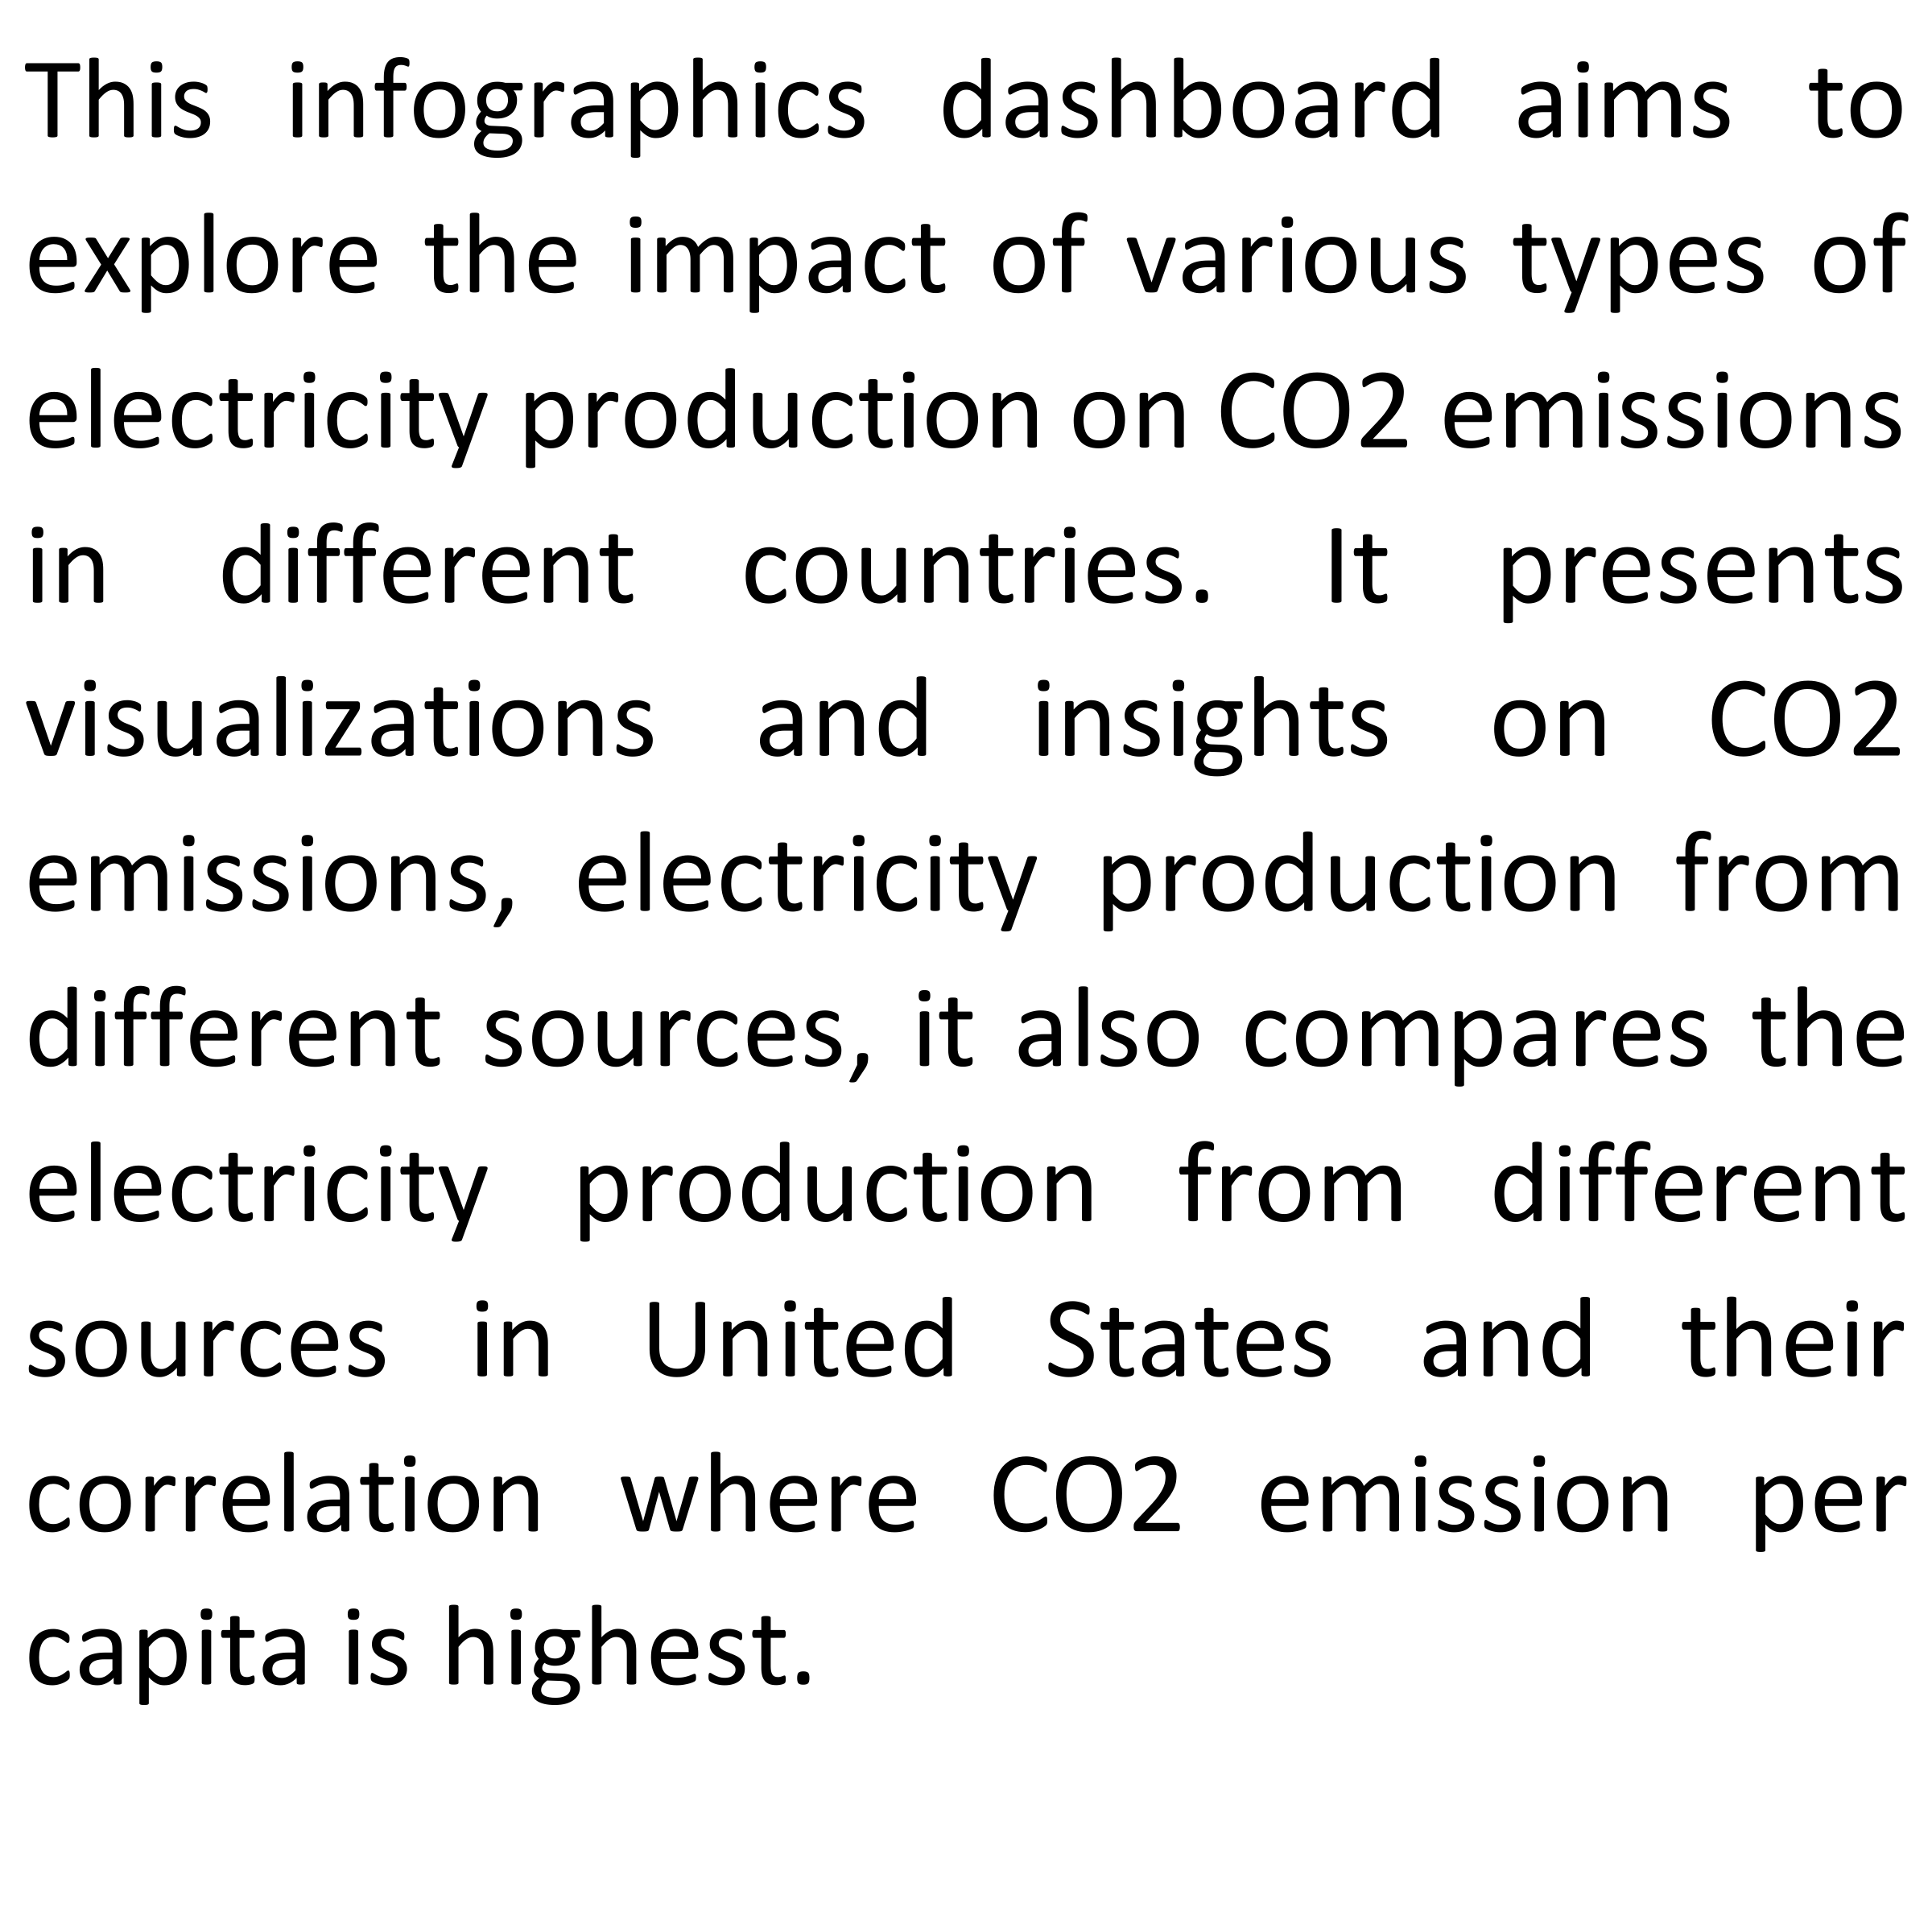 This infographics dashboard aims to
explore the impact of various types of
electricity production on CO2 emissions
in different countries. It presents
visualizations and insights on CO2
emissions, electricity production from
different sources, it also compares the
electricity production from different
sources in United States and their
correlation where CO2 emission per
capita is highest.